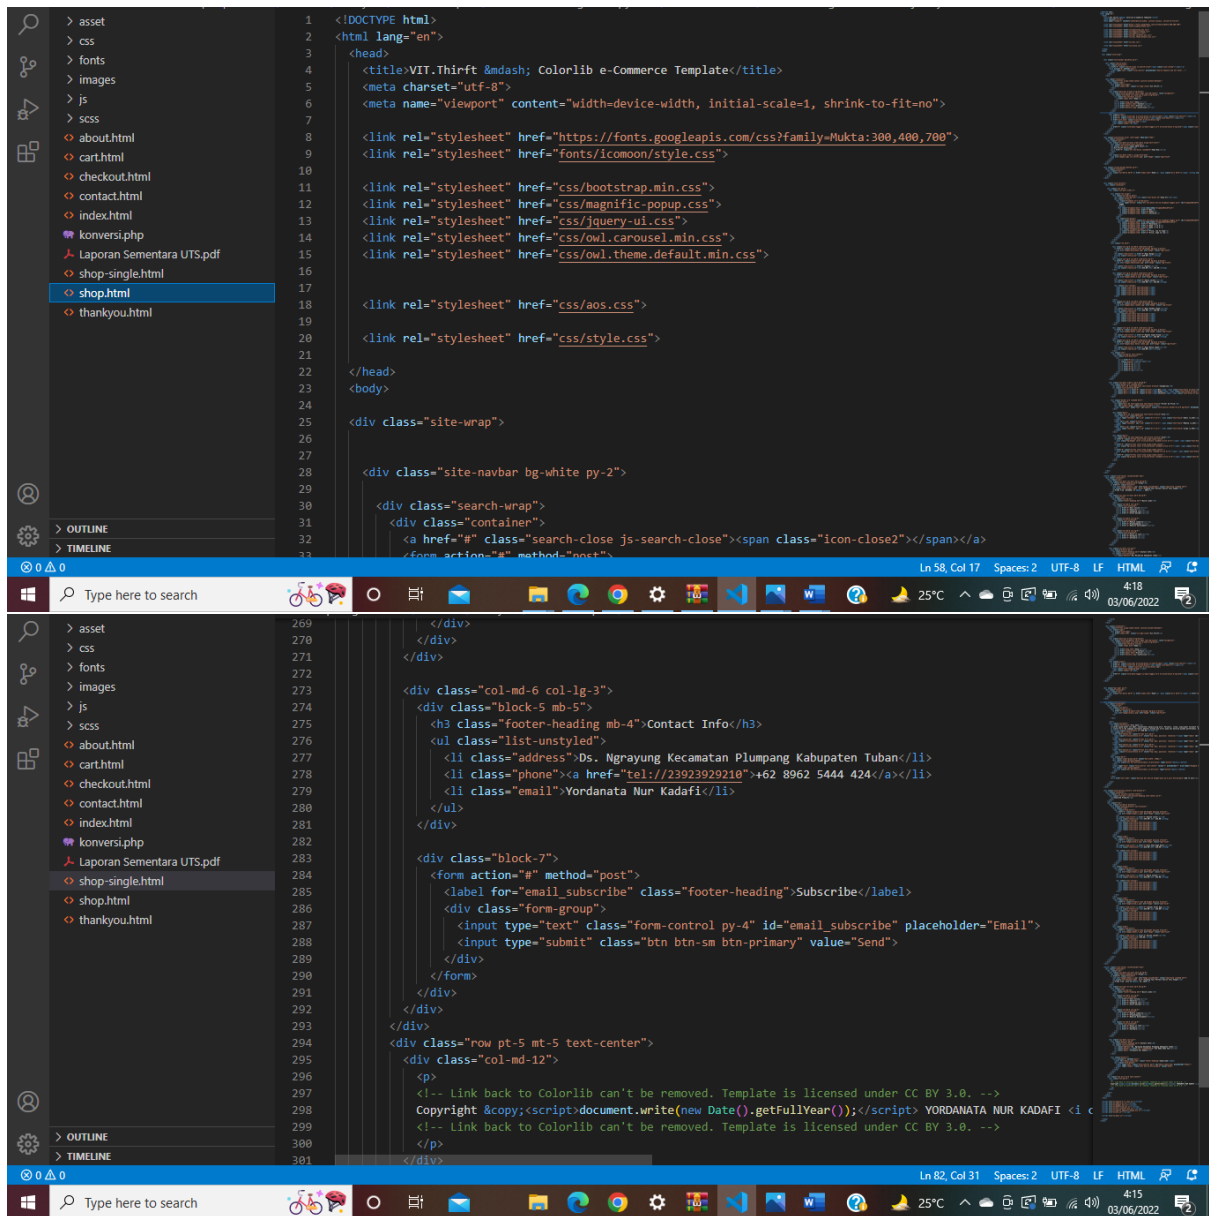 asset
css
fonts
images
js
scss
about.html
cart.html
checkout.html
contact.html
index.html
konversi.php
Laporan Sementara UTS.pdf
shop-single.html
shop.html
thankyou.html
OUTLINE
TIMELINE
1 <!DOCTYPE html>
2 <html lang="en">
3 <head>
4 <title>VIT.Thirft &mdash; Colorlib e-Commerce Template</title>
5 <meta charset="utf-8">
6 <meta name="viewport" content="width=device-width, initial-scale=1, shrink-to-fit=no">
7
8 <link rel="stylesheet" href="https://fonts.googleapis.com/css?family=Mukta:300,400,700">
9 <link rel="stylesheet" href="fonts/icomoon/style.css">
10
11 <link rel="stylesheet" href="css/bootstrap.min.css">
12 <link rel="stylesheet" href="css/magnific-popup.css">
13 <link rel="stylesheet" href="css/jquery-ui.css">
14 <link rel="stylesheet" href="css/owl.carousel.min.css">
15 <link rel="stylesheet" href="css/owl.theme.default.min.css">
16
17
18 <link rel="stylesheet" href="css/aos.css">
19
20 <link rel="stylesheet" href="css/style.css">
21
22 </head>
23 <body>
24
25 <div class="site-wrap">
26
27
28 <div class="site-navbar bg-white py-2">
29
30 <div class="search-wrap">
31 <div class="container">
32 <a href="#" class="search-close js-search-close"><span class="icon-close2"></span></a>
33 <form action="#" method="post">
0 0
Ln 58, Col 17 Spaces: 2 UTF-8 LF HTML
Type here to search
25°C
4:18
03/06/2022
2
asset
css
fonts
images
js
scss
about.html
cart.html
checkout.html
contact.html
index.html
konversi.php
Laporan Sementara UTS.pdf
shop-single.html
shop.html
thankyou.html
OUTLINE
TIMELINE
269 </div>
270 </div>
271 </div>
272
273 <div class="col-md-6 col-lg-3">
274 <div class="block-5 mb-5">
275 <h3 class="footer-heading mb-4">Contact Info</h3>
276 <ul class="list-unstyled">
277 <li class="address">Ds. Ngrayung Kecamatan Plumpang Kabupaten Tuban</li>
278 <li class="phone"><a href="tel://23923929210">+62 8962 5444 424</a></li>
279 <li class="email">Yordanata Nur Kadafi</li>
280 </ul>
281 </div>
282
283 <div class="block-7">
284 <form action="#" method="post">
285 <label for="email_subscribe" class="footer-heading">Subscribe</label>
286 <div class="form-group">
287 <input type="text" class="form-control py-4" id="email_subscribe" placeholder="Email">
288 <input type="submit" class="btn btn-sm btn-primary" value="Send">
289 </div>
290 </form>
291 </div>
292 </div>
293 </div>
294 <div class="row pt-5 mt-5 text-center">
295 <div class="col-md-12">
296 <p>
297 <!-- Link back to Colorlib can't be removed. Template is licensed under CC BY 3.0. -->
298 Copyright &copy;<script>document.write(new Date().getFullYear());</script> YORDANATA NUR KADAFI <i c
299 <!-- Link back to Colorlib can't be removed. Template is licensed under CC BY 3.0. -->
300 </p>
301 </div>
0 0
Ln 82, Col 31 Spaces: 2 UTF-8 LF HTML
Type here to search
25°C
4:15
03/06/2022
2